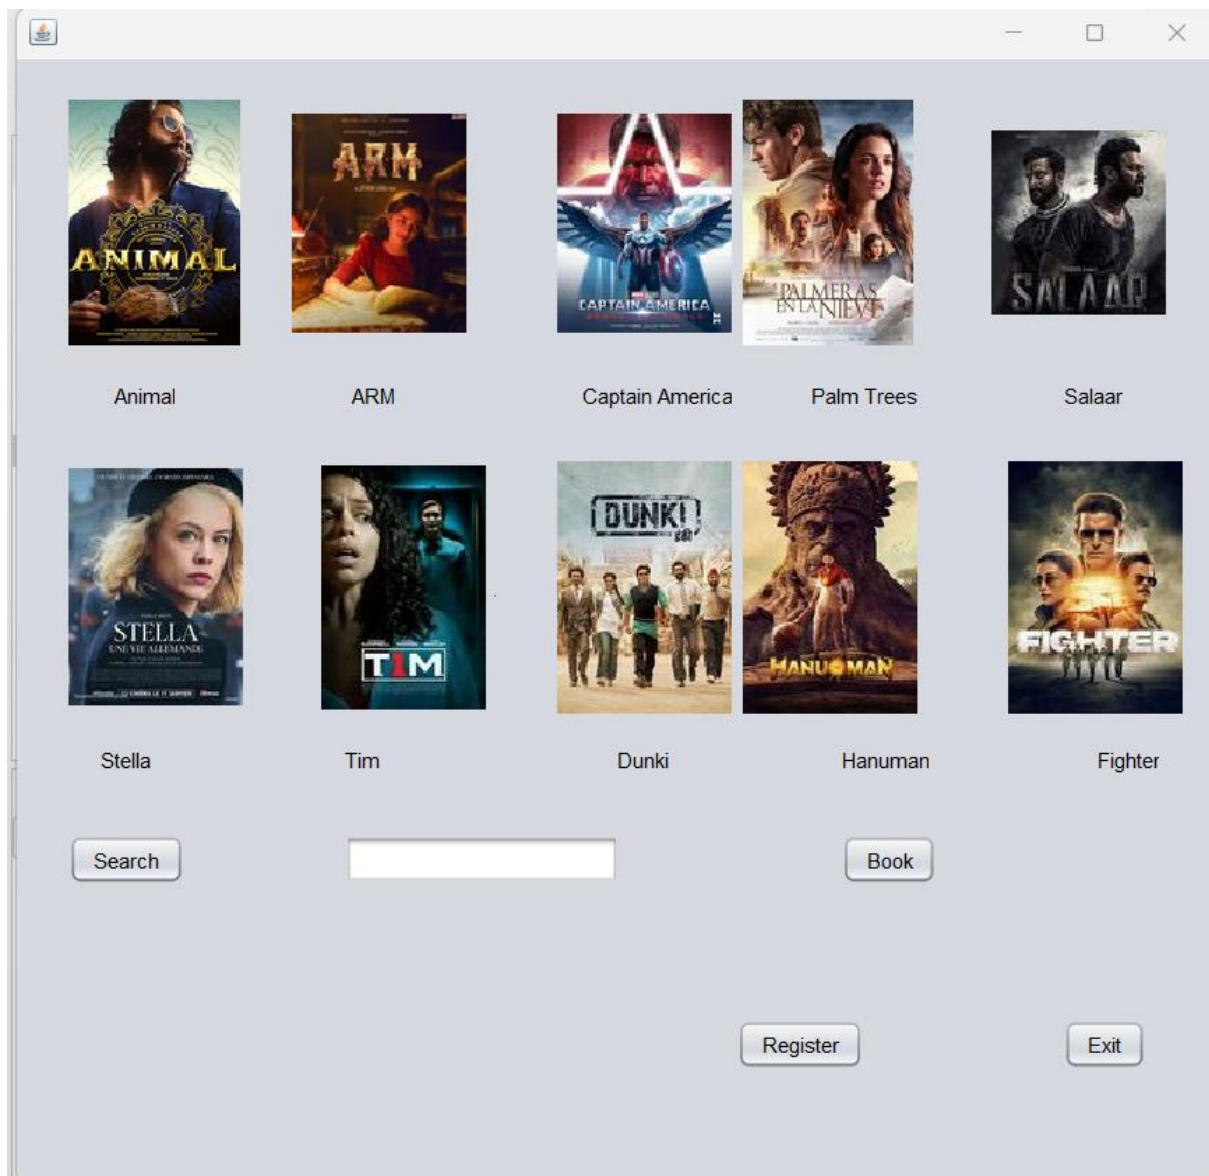 ANIMAL
ARM
CAPTAIN AMERICA
PALMERAS
EN LA NIEVE
SALAAR
Animal
ARM
Captain America
Palm Trees
Salaar
STELLA
UNE VIE ALLEMANDE
TIM
DUNKI
HANUMAN
FIGHTER
Stella
Tim
Dunki
Hanuman
Fighter
Search
Book
Register
Exit